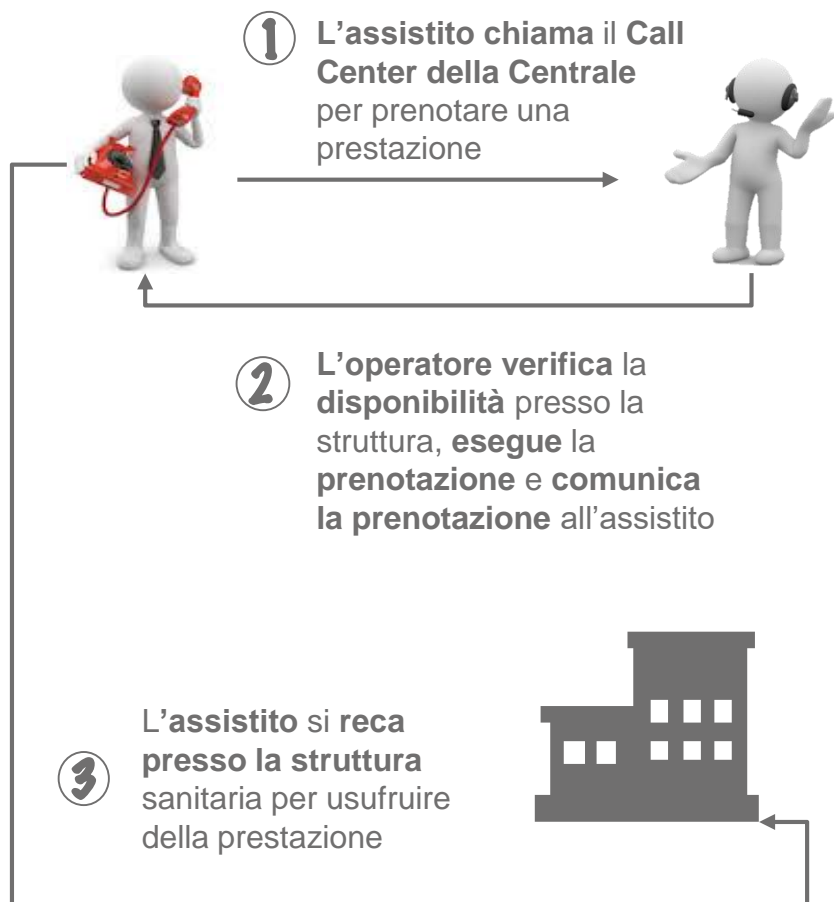 1 L’assistito chiama il Call
Center della Centrale
per prenotare una
prestazione
2 L’operatore verifica la
disponibilità presso la
struttura, esegue la
prenotazione e comunica
la prenotazione all’assistito
3 L’assistito si reca
presso la struttura
sanitaria per usufruire
della prestazione